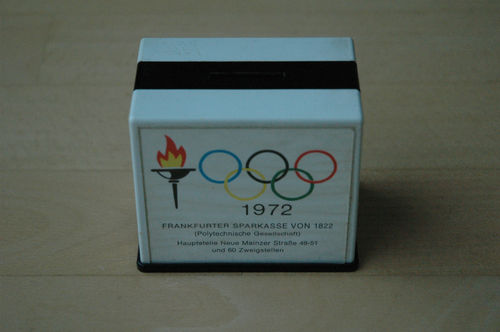 1972
FRANKFURTER SPARKASSE VON 1822
(Polytechnische Gesellschaft)
Hauptstelle Neue Mainzer Straße 49-51
und 60 Zweigstellen